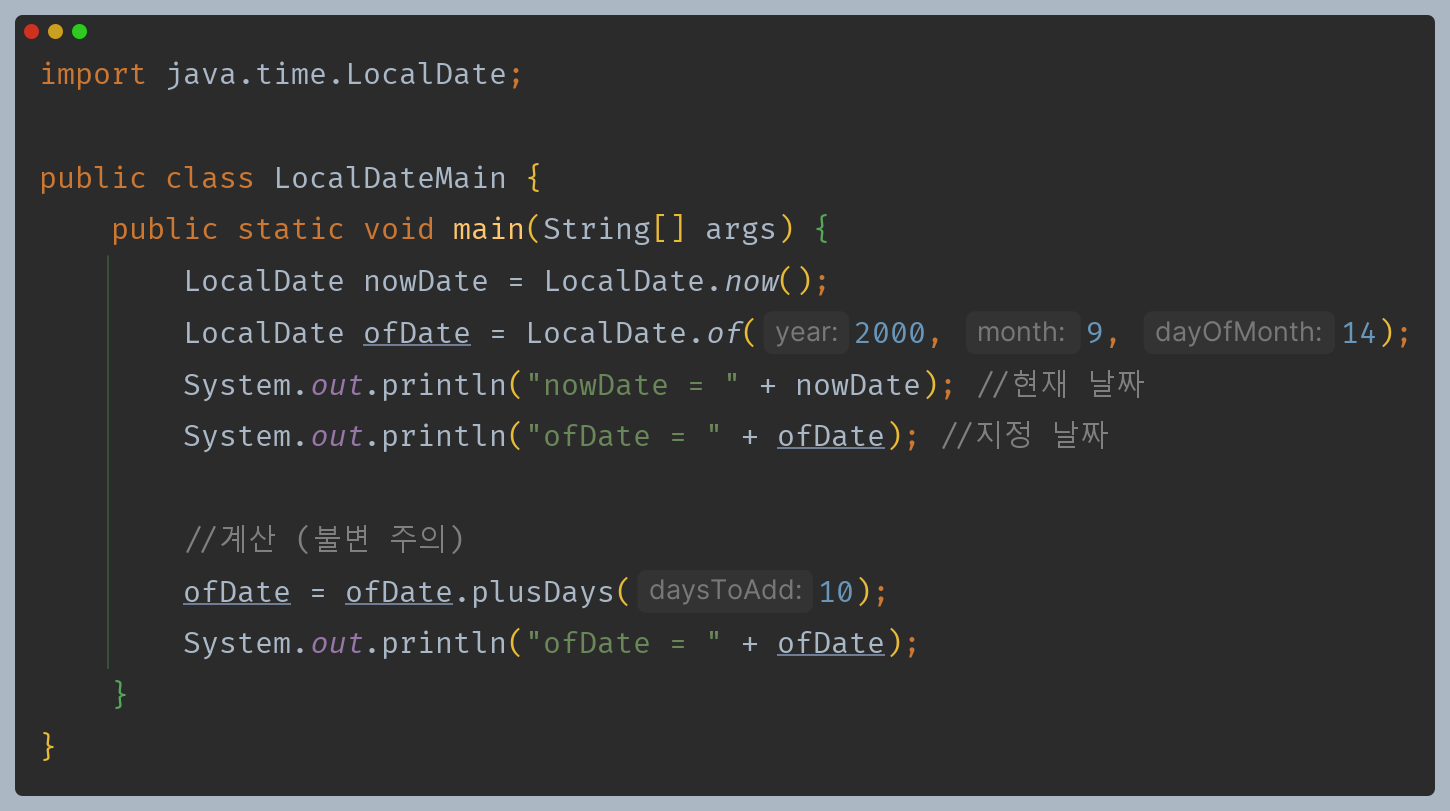 import java.time.LocalDate;
public class LocalDateMain {
    public static void main(String[] args) {
        LocalDate nowDate = LocalDate.now();
        LocalDate ofDate = LocalDate.of( year: 2000, month: 9, dayOfMonth: 14);
        System.out.println("nowDate = " + nowDate); //현재 날짜
        System.out.println("ofDate = " + ofDate); //지정 날짜
        //계산 (불변 주의)
        ofDate = ofDate.plusDays( daysToAdd: 10);
        System.out.println("ofDate = " + ofDate);
    }
}